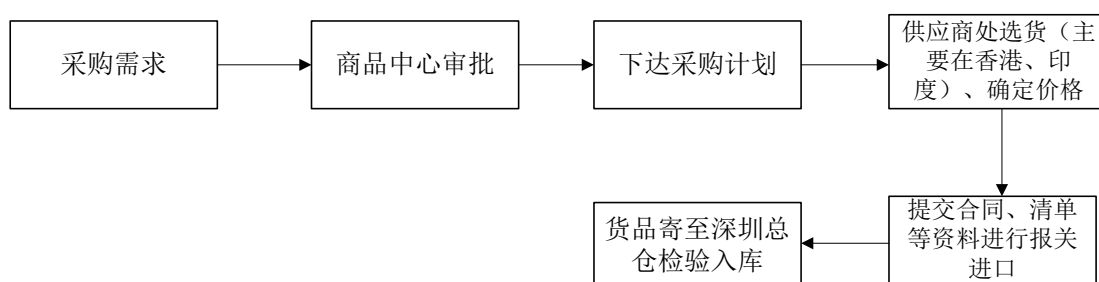 采购需求
商品中心审批
下达采购计划
供应商处选货（主
要在香港、印
度）、确定价格
提交合同、清单
等资料进行报关
进口
货品寄至深圳总
仓检验入库